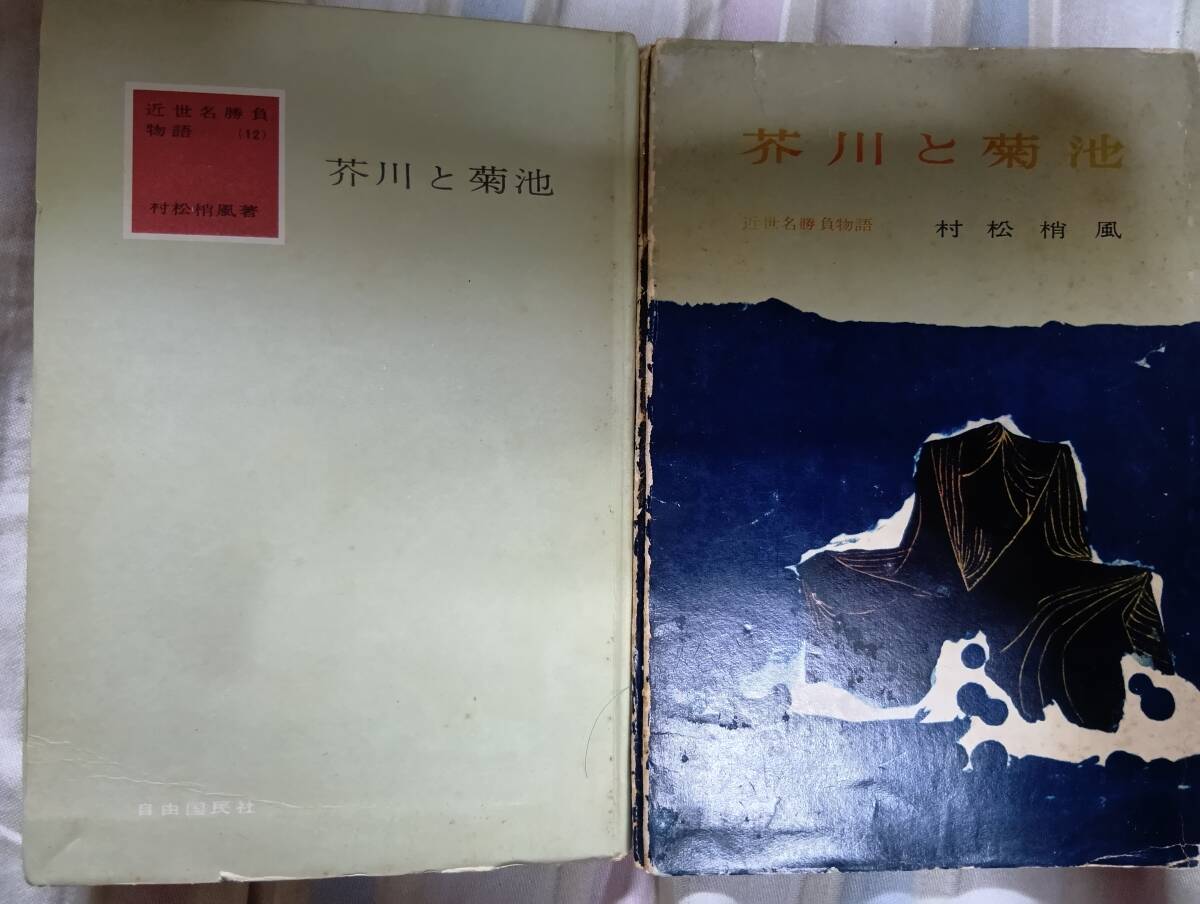 近世名勝負
物語 (12)
村松梢風著
芥川と菊池
自由国民社
芥川と菊池
近世名勝負物語 村松梢風